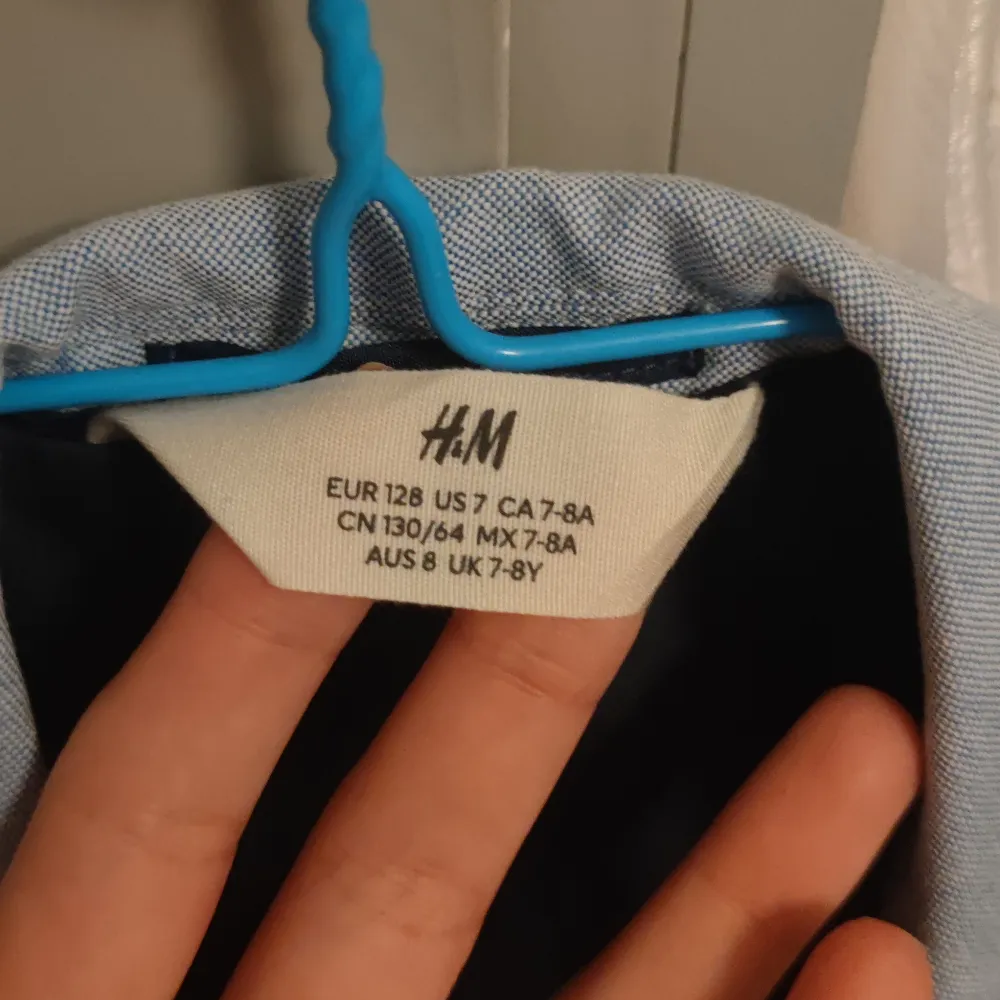 H&M
EUR 128 US 7 CA 7-8A
CN 130/64 MX 7-8A
AUS 8 UK 7-8Y